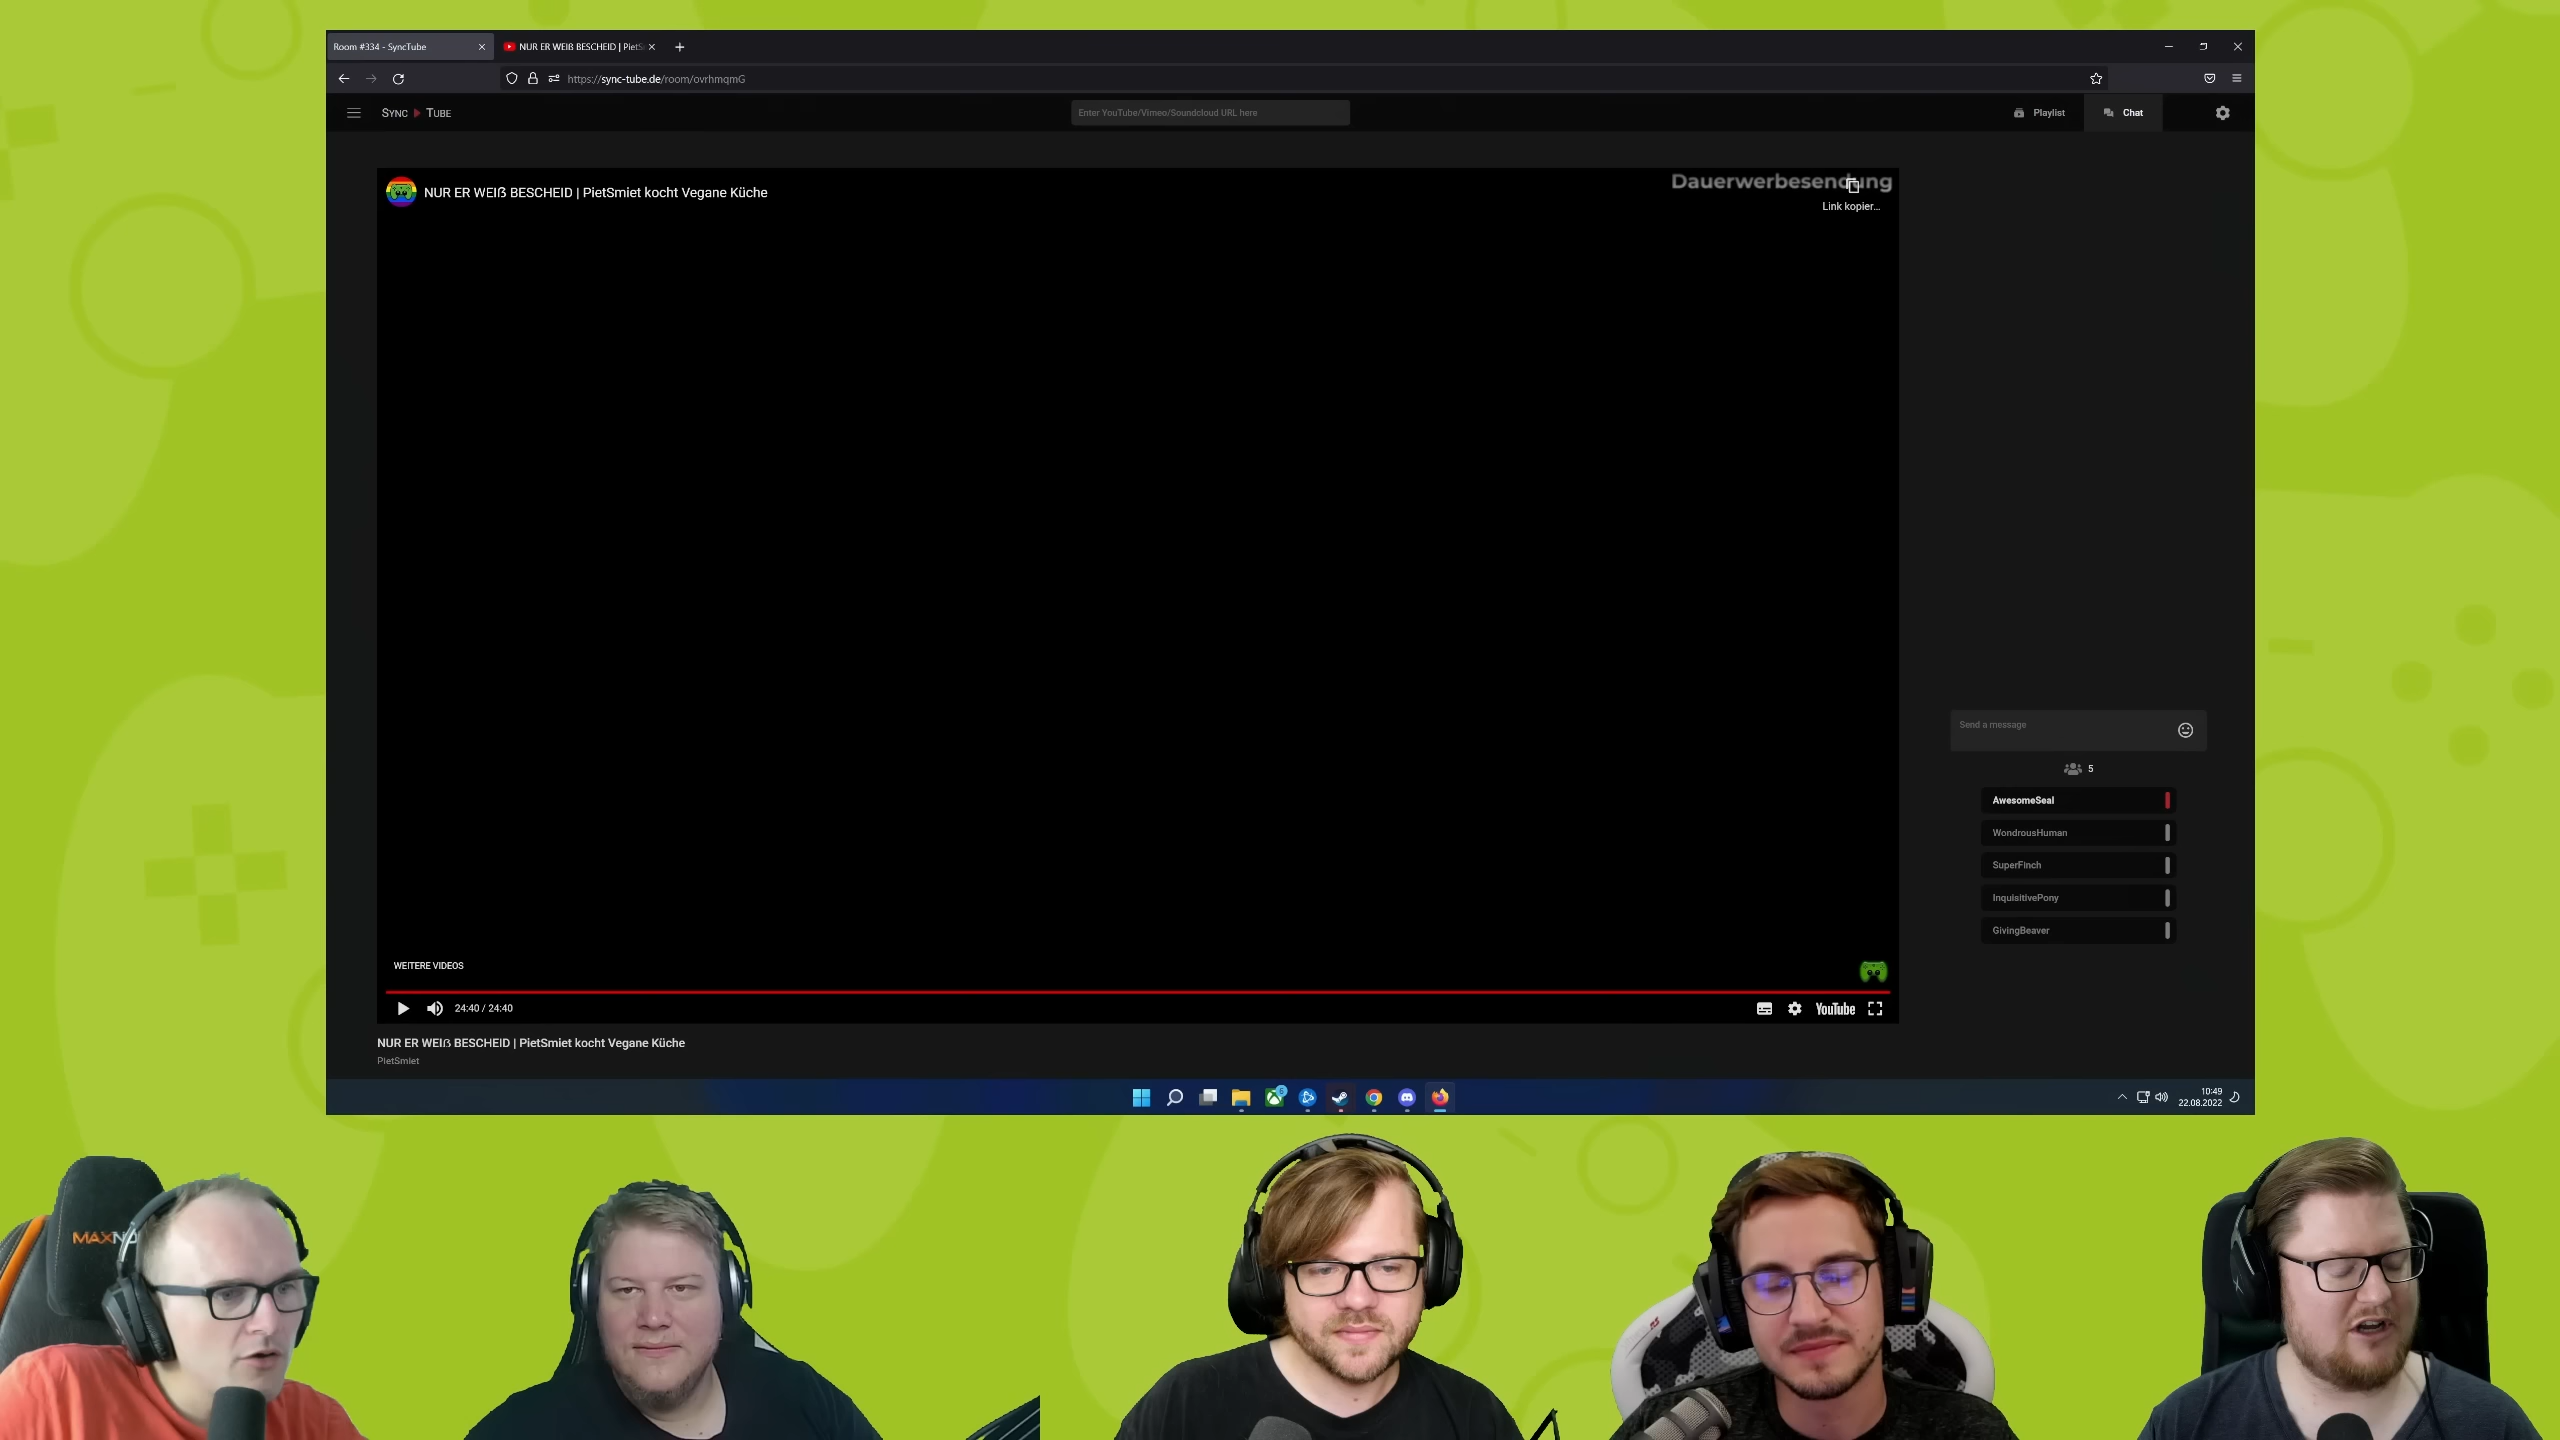 Room #334 - SyncTube
NUR ER WEIß BESCHEID | PietS
https://sync-tube.de/room/ovrhmqmG
SYNC TUBE
Enter YouTube/Vimeo/Soundcloud URL here
Playlist
Chat
NUR ER WEIß BESCHEID | PietSmiet kocht Vegane Küche
Dauerwerbesendung
Link kopier...
Send a message
5
AwesomeSeal
WondrousHuman
SuperFinch
InquisitivePony
GivingBeaver
WEITERE VIDEOS
24:40 / 24:40
YouTube
NUR ER WEIß BESCHEID | PietSmiet kocht Vegane Küche
PietSmiet
6
10:49
22.08.2022
MAXNO